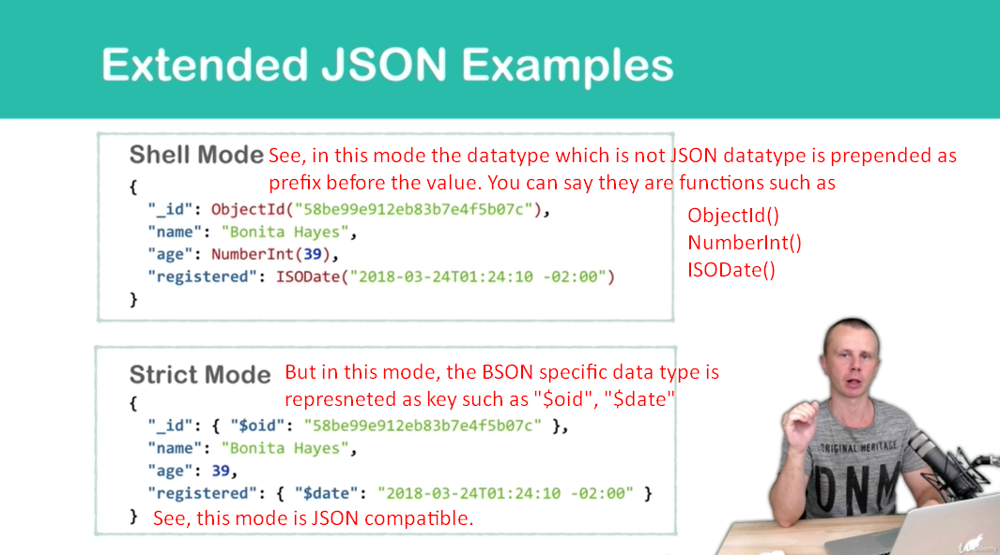 Extended JSON Examples
Shell Mode See, in this mode the datatype which is not JSON datatype is prepended as
prefix before the value. You can say they are functions such as
{
"_id": ObjectId("58be99e912eb83b7e4f5b07c"),
"name": "Bonita Hayes",
"age": NumberInt(39),
"registered": ISODate("2018-03-24T01:24:10 -02:00")
}
ObjectId()
NumberInt()
ISODate()
Strict Mode But in this mode, the BSON specific data type is
represneted as key such as "$oid", "$date"
{
"_id": { "$oid": "58be99e912eb83b7e4f5b07c" },
"name": "Bonita Hayes",
"age": 39,
"registered": { "$date": "2018-03-24T01:24:10 -02:00" }
} See, this mode is JSON compatible.
ORIGINAL HERITAGE
DNM
udemy